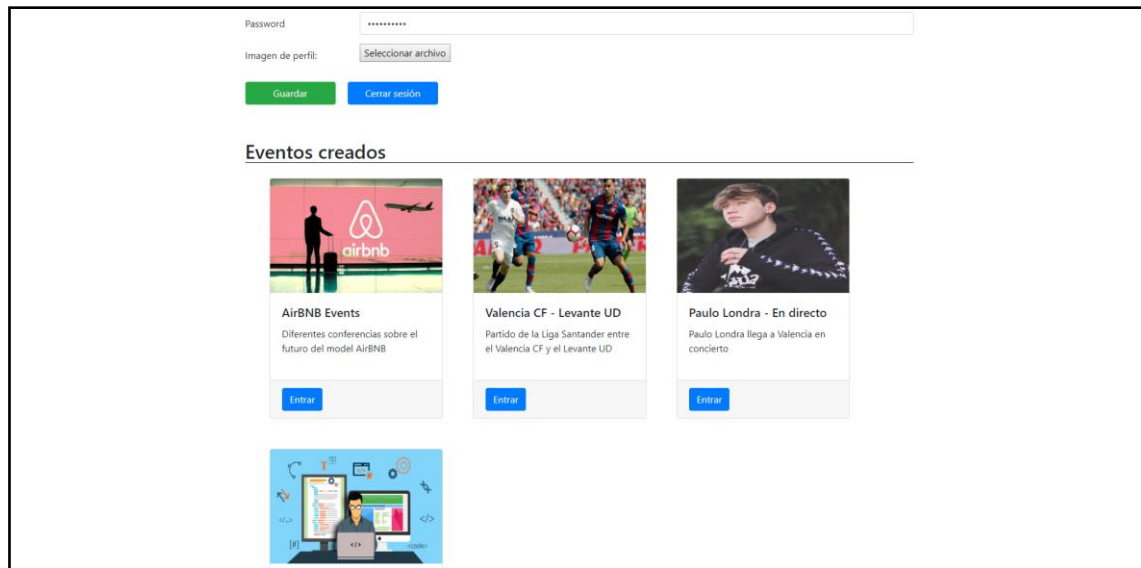 Password
••••••••••
Imagen de perfil:
Seleccionar archivo
Guardar
Cerrar sesión
Eventos creados
airbnb
AirBNB Events
Diferentes conferencias sobre el
futuro del model AirBNB
Entrar
Valencia CF - Levante UD
Partido de la Liga Santander entre
el Valencia CF y el Levante UD
Entrar
Paulo Londra - En directo
Paulo Londra llega a Valencia en
concierto
Entrar
T
</>
</>
[#]
</>
<code>